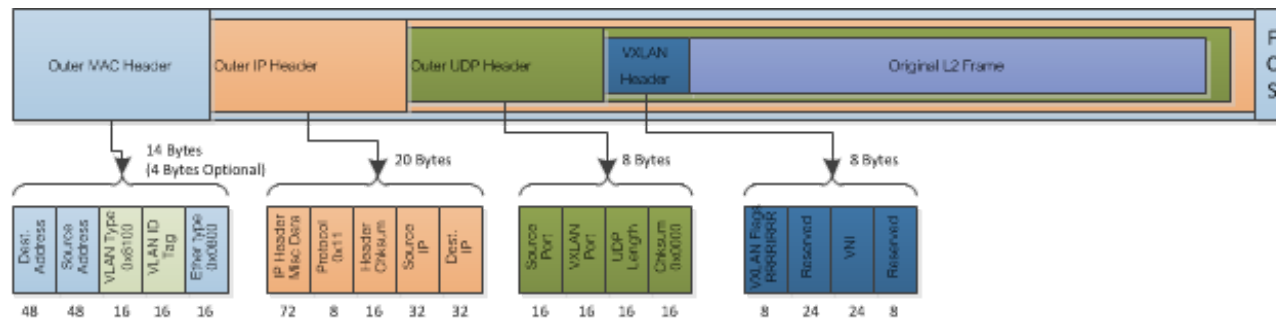 Outer MAC Header
Outer IP Header
Outer UDP Header
VXLAN
Header
Original L2 Frame
F
C
S
14 Bytes
(4 Bytes Optional)
20 Bytes
8 Bytes
8 Bytes
Dest.
Address
Source
Address
VLAN Type
0x8100
VLAN ID
Tag
Ether type
0x0800
IP Header
Misc Data
Protocol
0x11
Header
Chksum
Source
IP
Dest.
IP
Source
Port
VXLAN
Port
UDP
Length
Chksum
0x0000
VXLAN Flags
RRRRIRRR
Reserved
VNI
Reserved
48 48 16 16 16
72 8 16 32 32
16 16 16 16
8 24 24 8